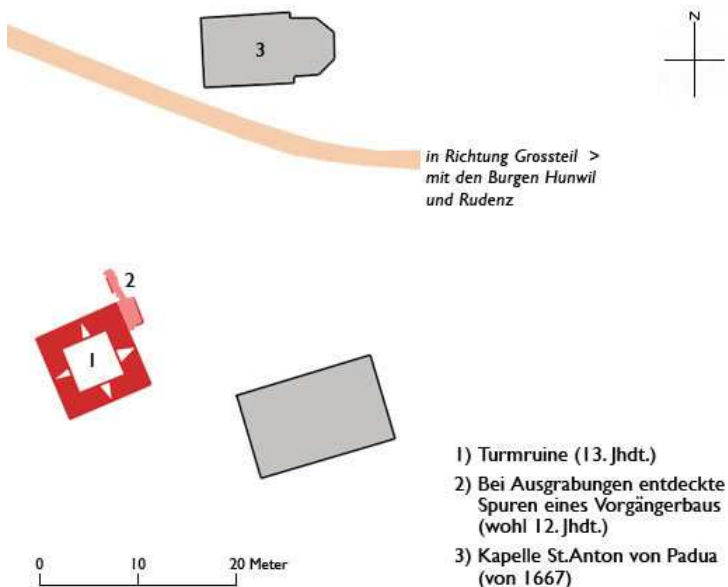 N
3
in Richtung Grossteil >
mit den Burgen Hunwil
und Rudenz
2
1
1) Turmruine (13. Jhdt.)
2) Bei Ausgrabungen entdeckte
Spuren eines Vorgängerbaus
(wohl 12. Jhdt.)
3) Kapelle St.Anton von Padua
(von 1667)
0 10 20 Meter